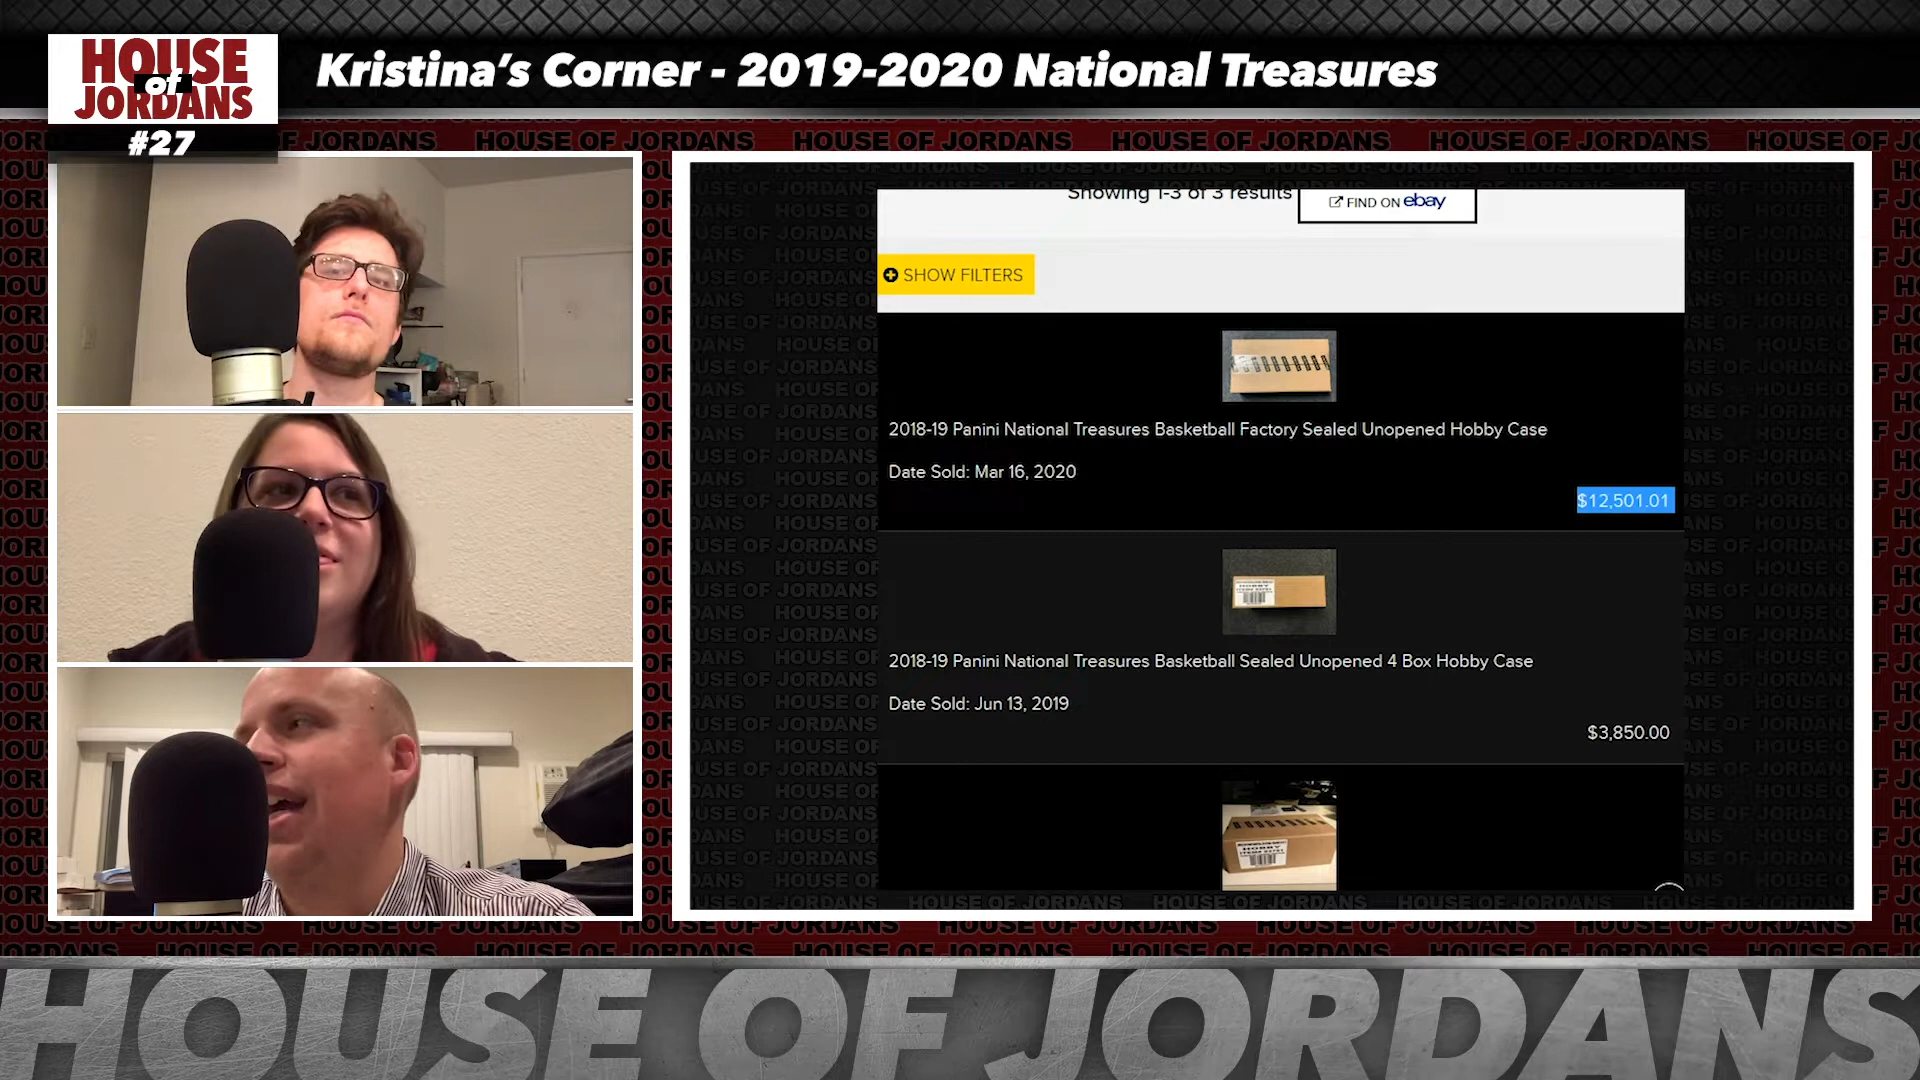 HOUSE
of
JORDANS
#27
Kristina's Corner - 2019-2020 National Treasures
Showing 1-3 of 3 results
FIND ON ebay
SHOW FILTERS
2018-19 Panini National Treasures Basketball Factory Sealed Unopened Hobby Case
Date Sold: Mar 16, 2020
$12,501.01
2018-19 Panini National Treasures Basketball Sealed Unopened 4 Box Hobby Case
Date Sold: Jun 13, 2019
$3,850.00
HOBBY
HOUSE OF JORDANS